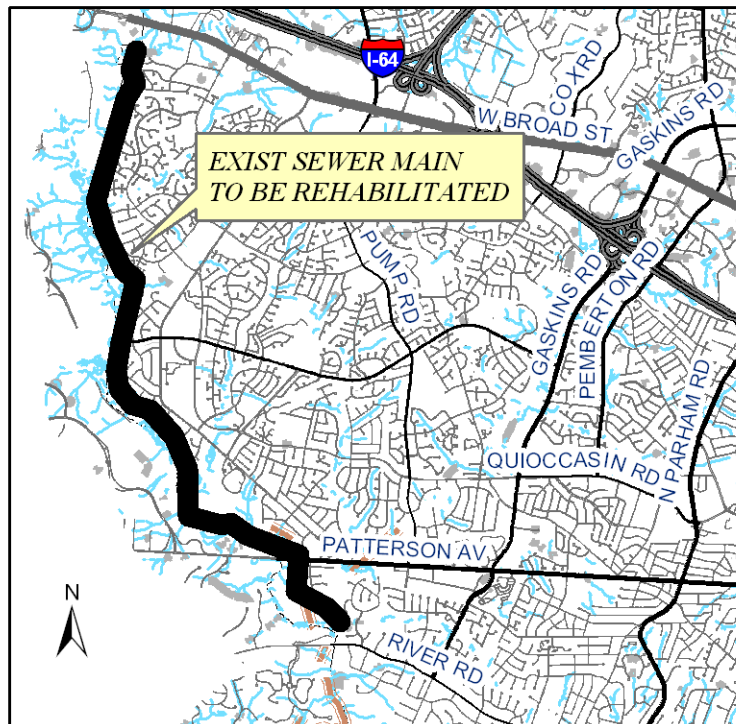 I-64
COX RD
W. BROAD ST
GASKINS RD
EXIST SEWER MAIN
TO BE REHABILITATED
PUMP RD
GASKINS RD
PEMBERTON RD
N PARHAM RD
QUIOCCASIN RD
PATTERSON AV
N
RIVER RD